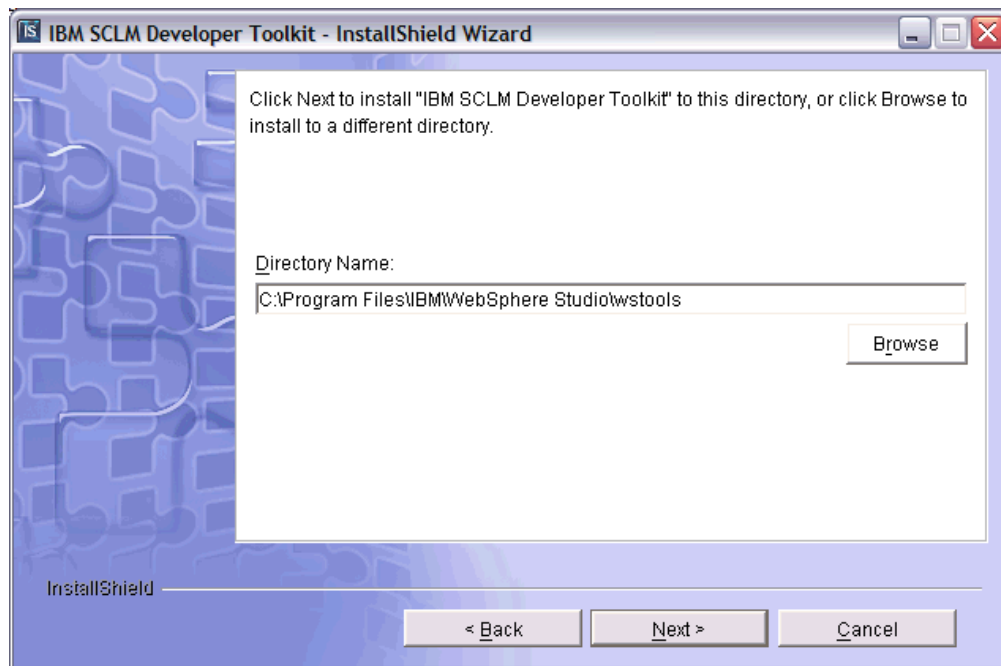 IS IBM SCLM Developer Toolkit - InstallShield Wizard
Click Next to install "IBM SCLM Developer Toolkit" to this directory, or click Browse to
install to a different directory.
Directory Name:
C:\Program Files\IBM\WebSphere Studio\wstools
Browse
InstallShield
< Back Next > Cancel